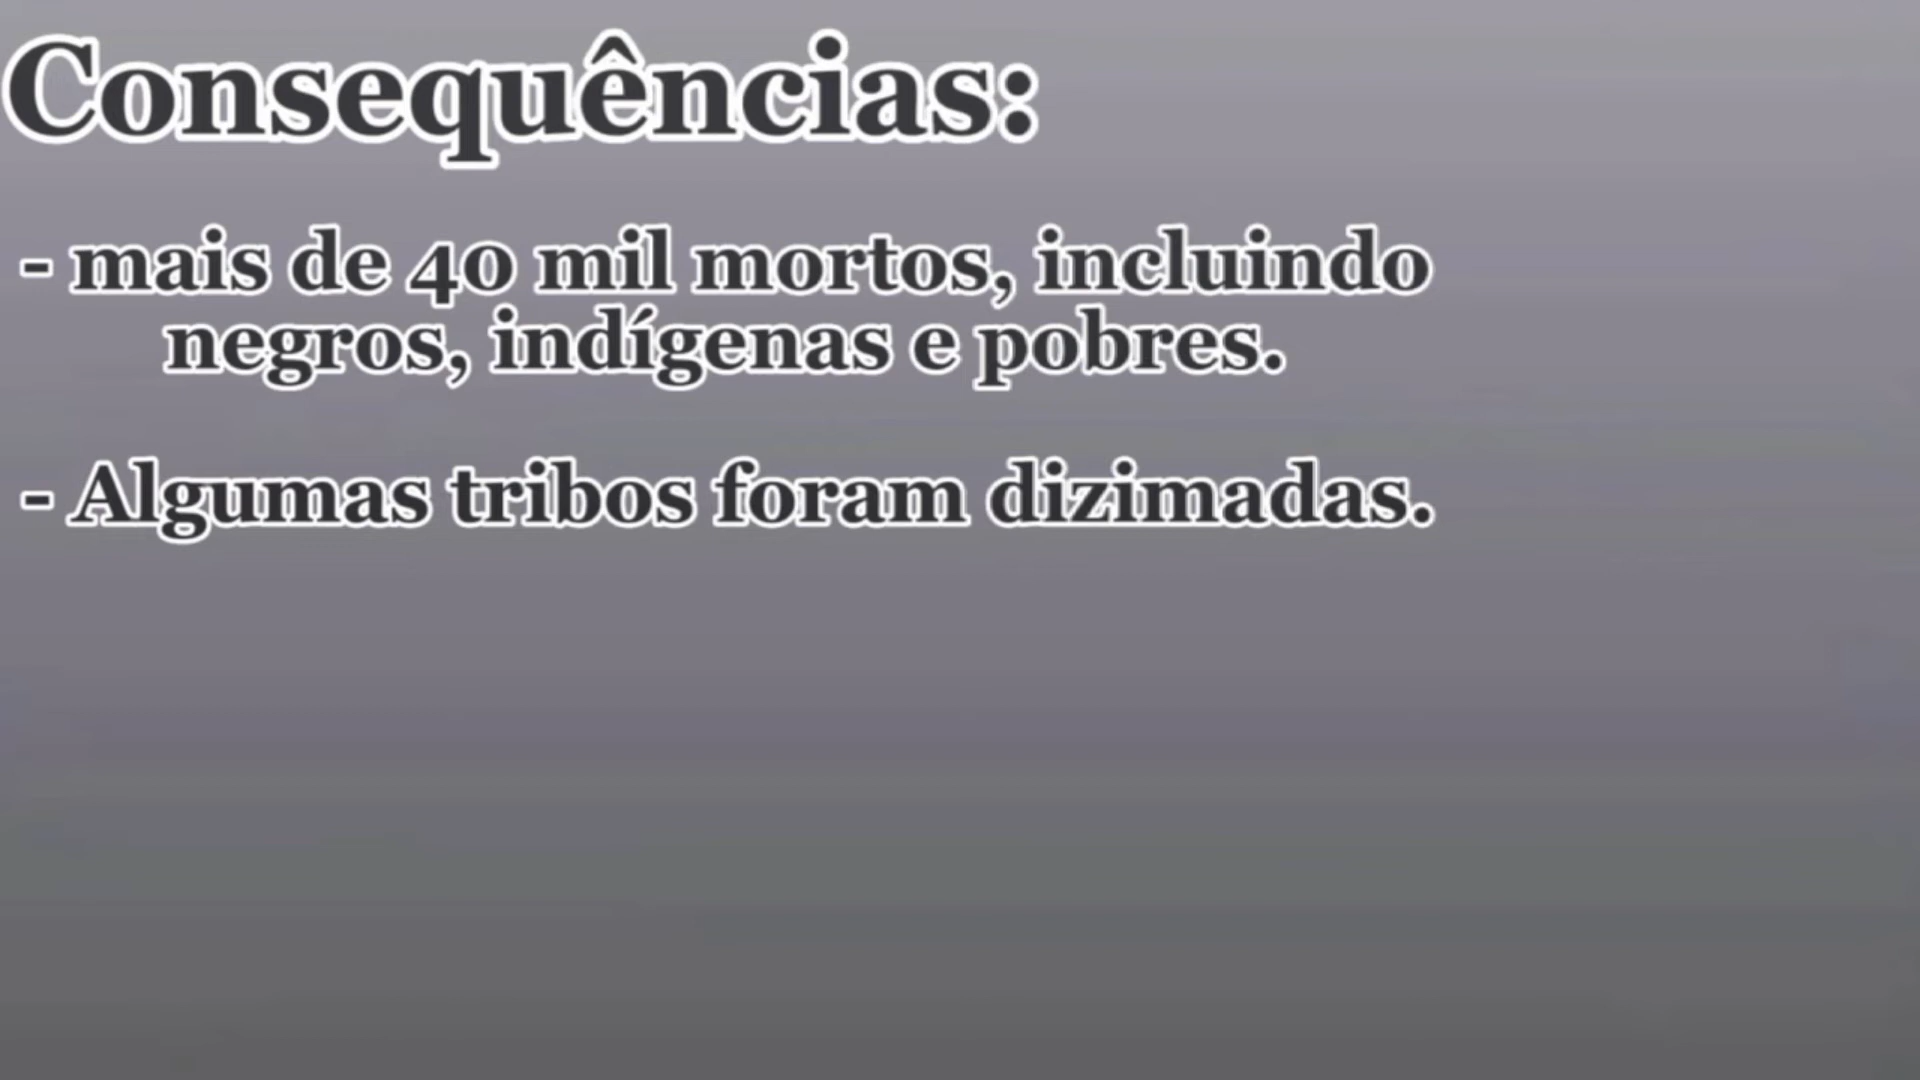 Consequências:
- mais de 40 mil mortos, incluindo
negros, indígenas e pobres.
- Algumas tribos foram dizimadas.